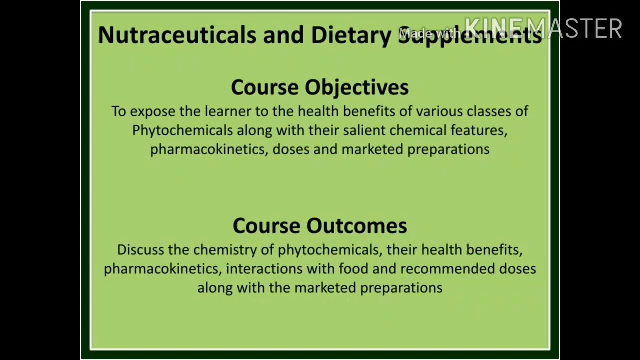 Nutraceuticals and Dietary Supplements
Made with KINEMASTER
Course Objectives
To expose the learner to the health benefits of various classes of
Phytochemicals along with their salient chemical features,
pharmacokinetics, doses and marketed preparations
Course Outcomes
Discuss the chemistry of phytochemicals, their health benefits,
pharmacokinetics, interactions with food and recommended doses
along with the marketed preparations